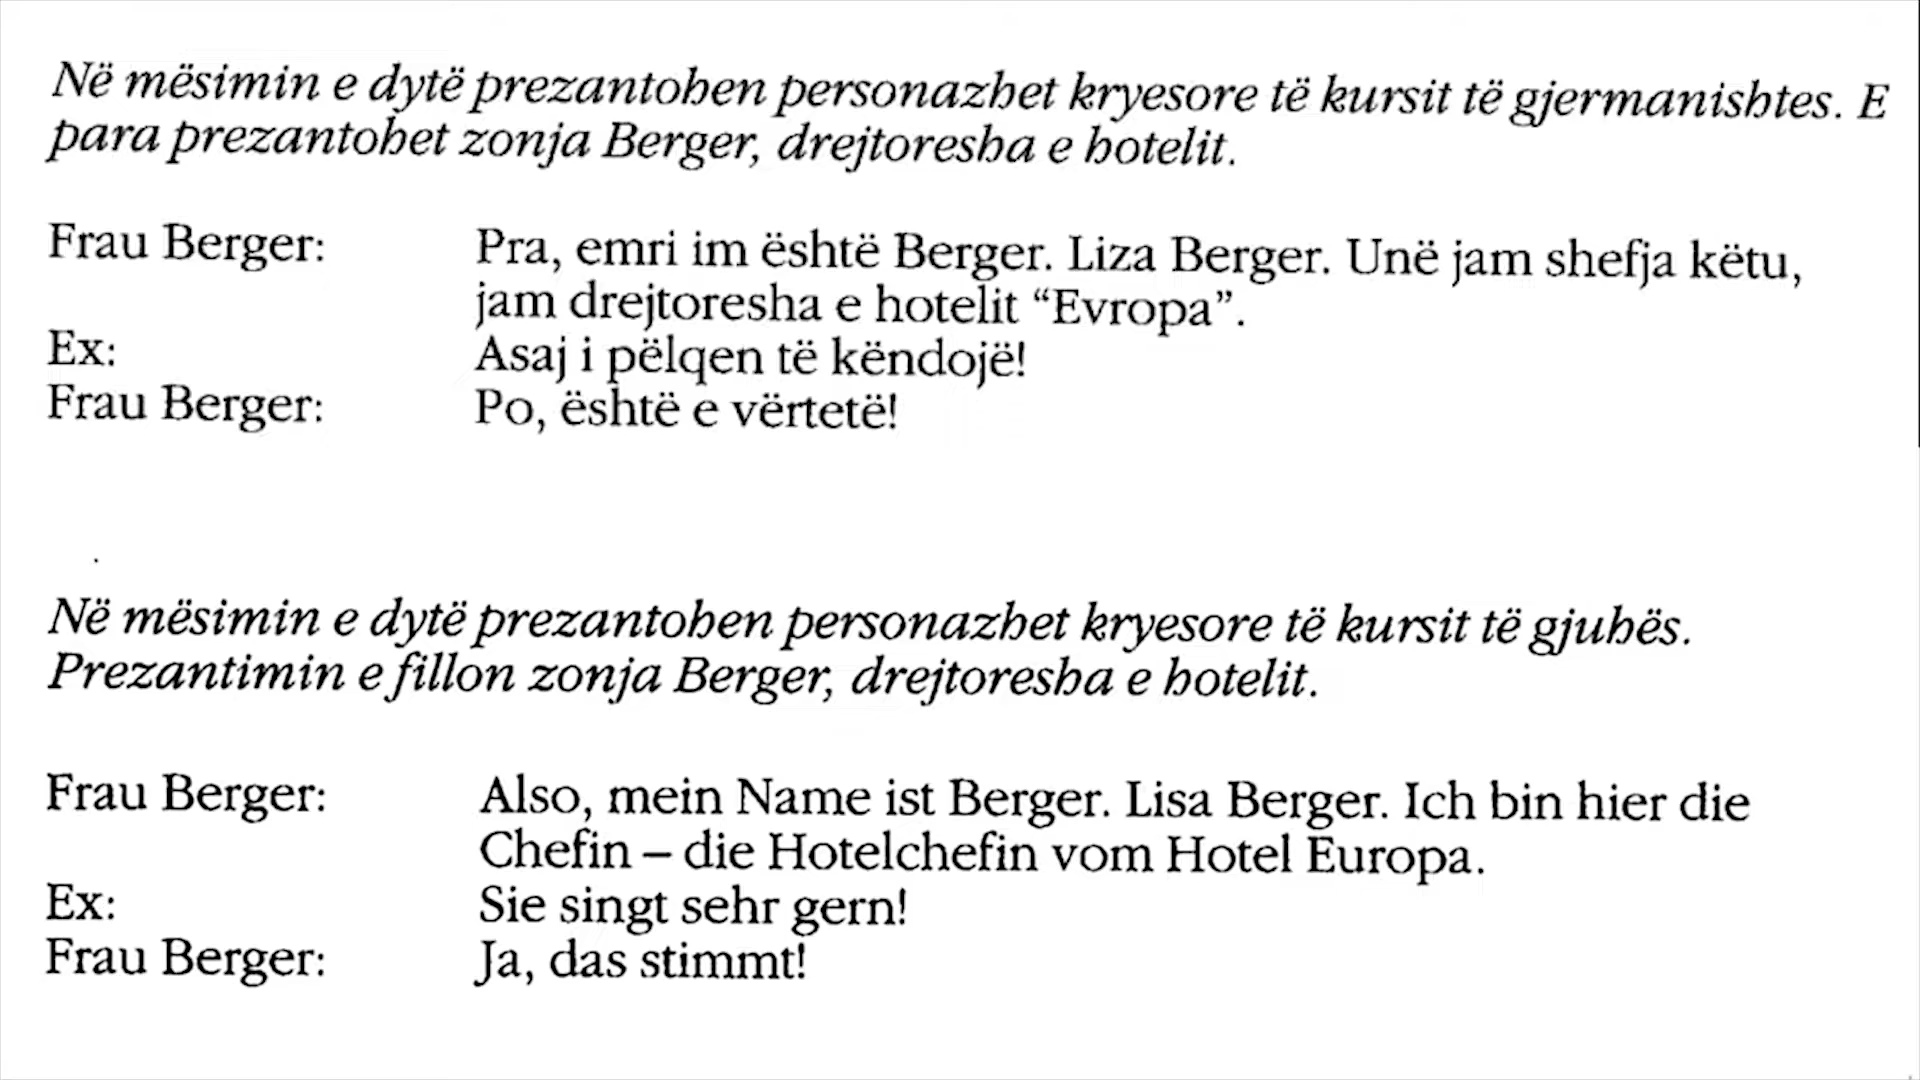 Në mësimin e dytë prezantohen personazhet kryesore të kursit të gjermanishtes. E
para prezantohet zonja Berger, drejtoresha e hotelit.
Frau Berger: Pra, emri im është Berger. Liza Berger. Unë jam shefja këtu,
jam drejtoresha e hotelit “Evropa”.
Ex: Asaj i pëlqen të këndojë!
Frau Berger: Po, është e vërtetë!
Në mësimin e dytë prezantohen personazhet kryesore të kursit të gjuhës.
Prezantimin e fillon zonja Berger, drejtoresha e hotelit.
Frau Berger: Also, mein Name ist Berger. Lisa Berger. Ich bin hier die
Chefin – die Hotelchefin vom Hotel Europa.
Ex: Sie singt sehr gern!
Frau Berger: Ja, das stimmt!